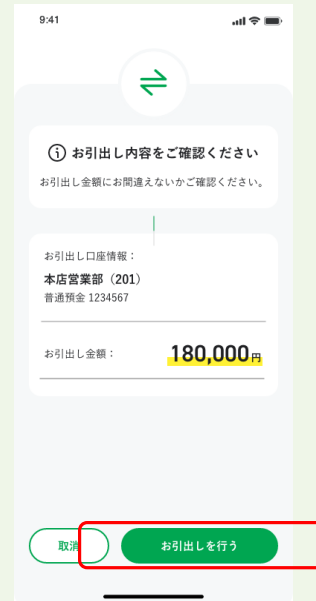 9:41
お引出し内容をご確認ください
お引出し金額にお間違えないかご確認ください。
お引出し口座情報：
本店営業部（201）
普通預金 1234567
お引出し金額： 180,000円
取消 お引出しを行う